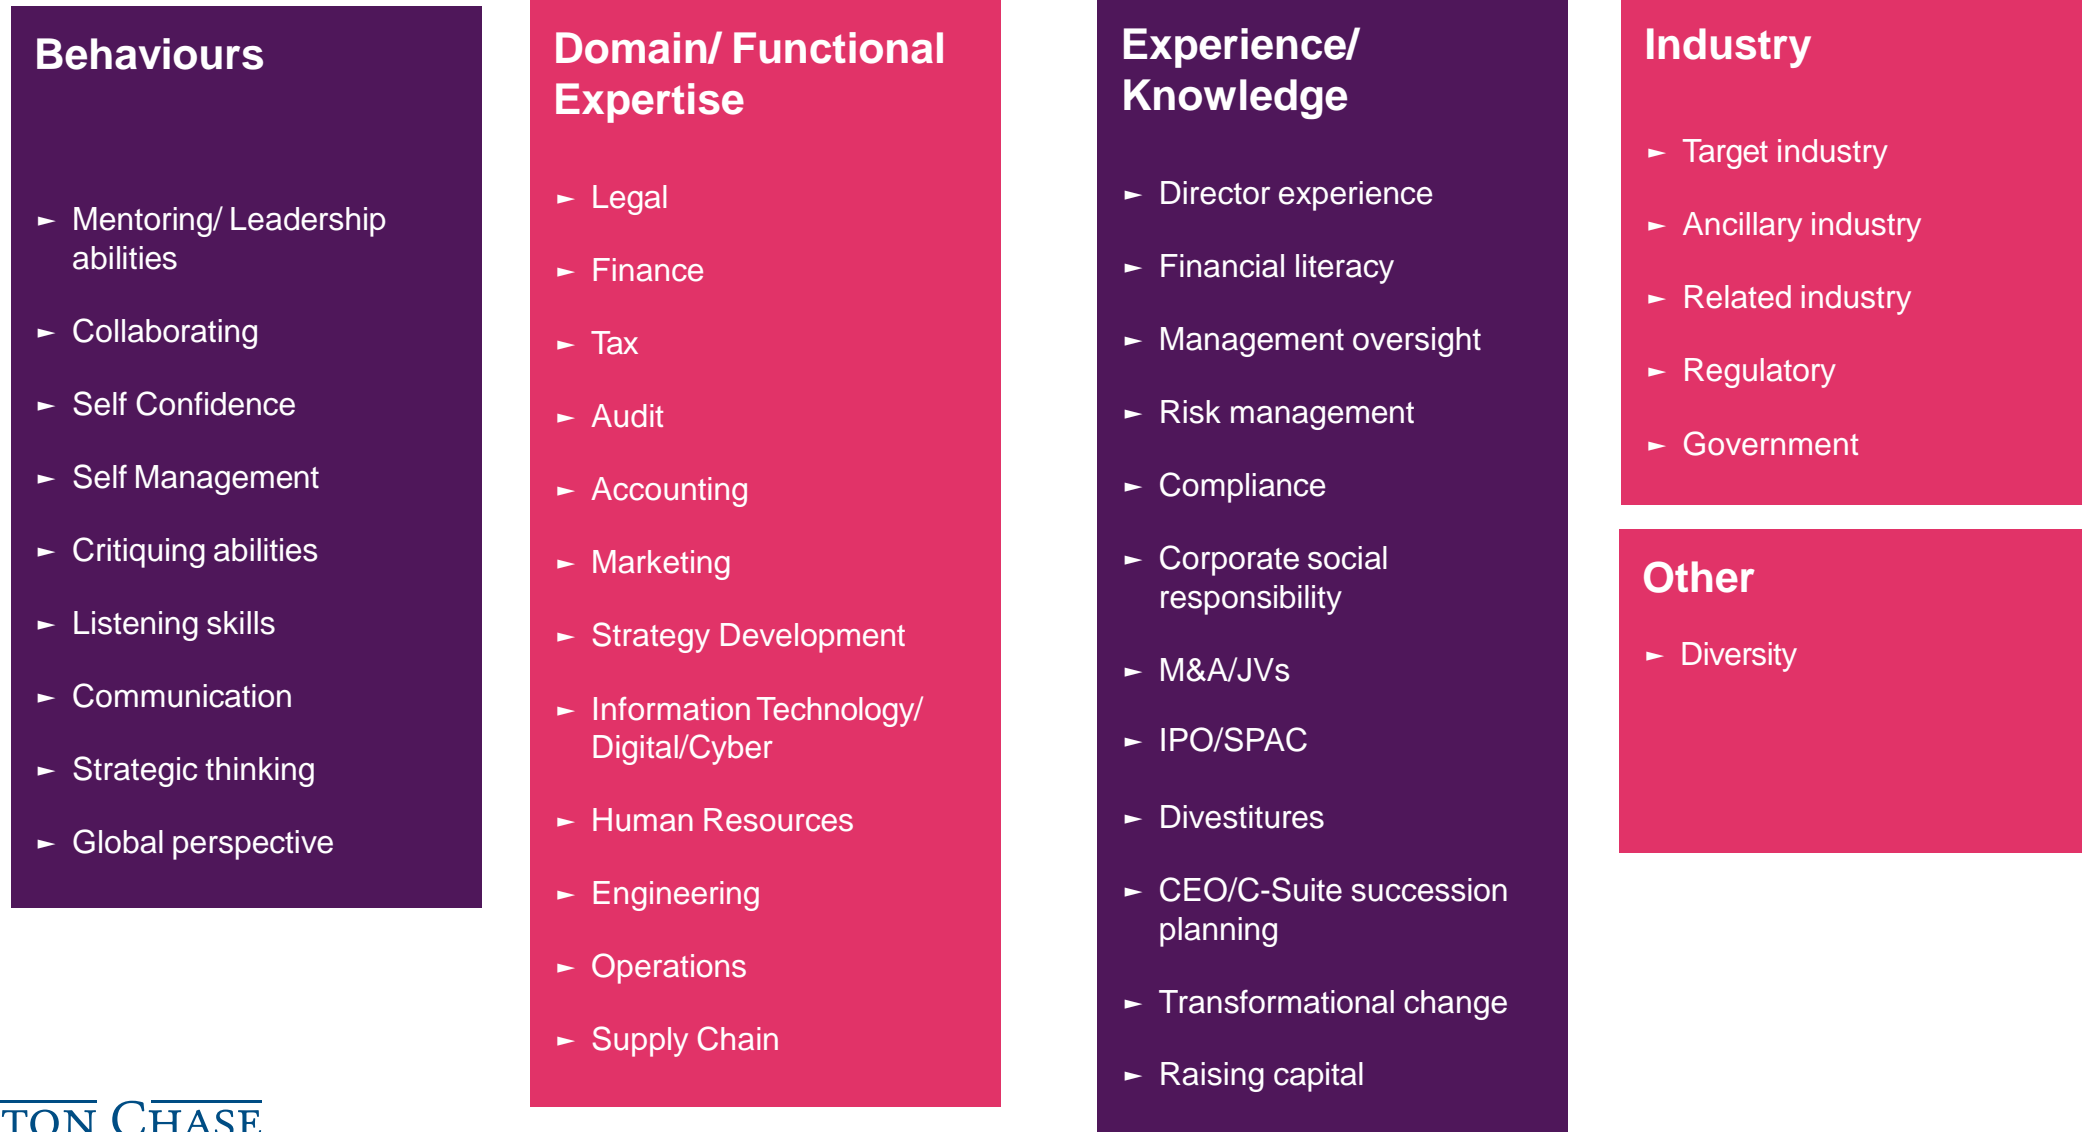 Behaviours
► Mentoring/ Leadership
abilities
► Collaborating
► Self Confidence
► Self Management
► Critiquing abilities
► Listening skills
► Communication
► Strategic thinking
► Global perspective
Domain/ Functional
Expertise
► Legal
► Finance
► Tax
► Audit
► Accounting
► Marketing
► Strategy Development
► Information Technology/
Digital/Cyber
► Human Resources
► Engineering
► Operations
► Supply Chain
Experience/
Knowledge
► Director experience
► Financial literacy
► Management oversight
► Risk management
► Compliance
► Corporate social
responsibility
► M&A/JVs
► IPO/SPAC
► Divestitures
► CEO/C-Suite succession
planning
► Transformational change
► Raising capital
Industry
► Target industry
► Ancillary industry
► Related industry
► Regulatory
► Government
Other
► Diversity
TON CHASE